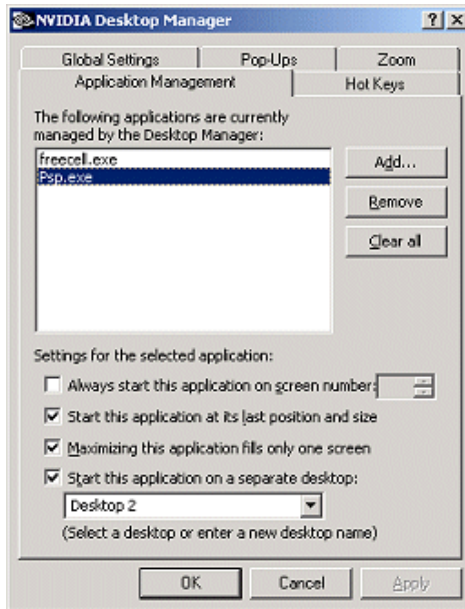 NVIDIA Desktop Manager
Global Settings
Pop-Ups
Zoom
Application Management
Hot Keys
The following applications are currently
managed by the Desktop Manager:
freecell.exe
Psp.exe
Add...
Remove
Clear all
Settings for the selected application:
Always start this application on screen number:
Start this application at its last position and size
Maximizing this application fills only one screen
Start this application on a separate desktop:
Desktop 2
(Select a desktop or enter a new desktop name)
OK
Cancel
Apply